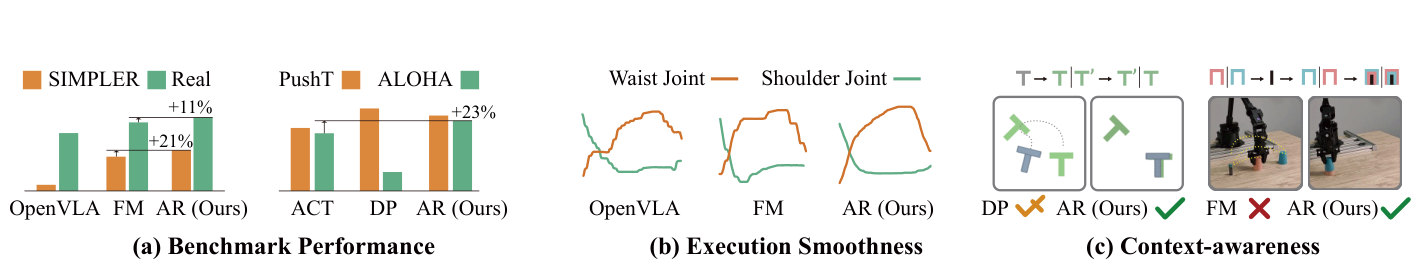 SIMPLER Real
+11%
+21%
OpenVLA FM AR (Ours)
PushT ALOHA
+23%
ACT DP AR (Ours)
(a) Benchmark Performance
Waist Joint Shoulder Joint
OpenVLA FM AR (Ours)
(b) Execution Smoothness
T → T | T' → T' | T
DP AR (Ours)
FM AR (Ours)
(c) Context-awareness